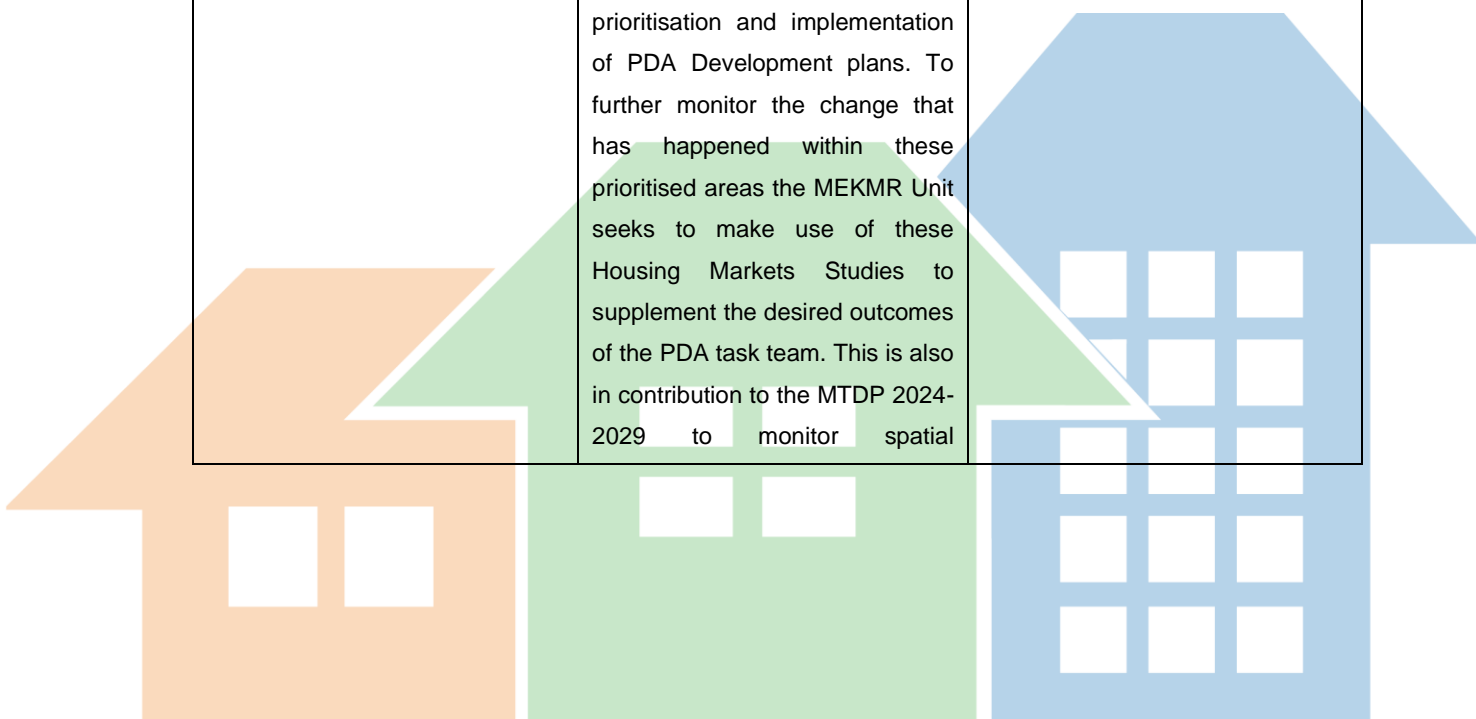 prioritisation and implementation
of PDA Development plans. To
further monitor the change that
has happened within these
prioritised areas the MEKMR Unit
seeks to make use of these
Housing Markets Studies to
supplement the desired outcomes
of the PDA task team. This is also
in contribution to the MTDP 2024-
2029 to monitor spatial